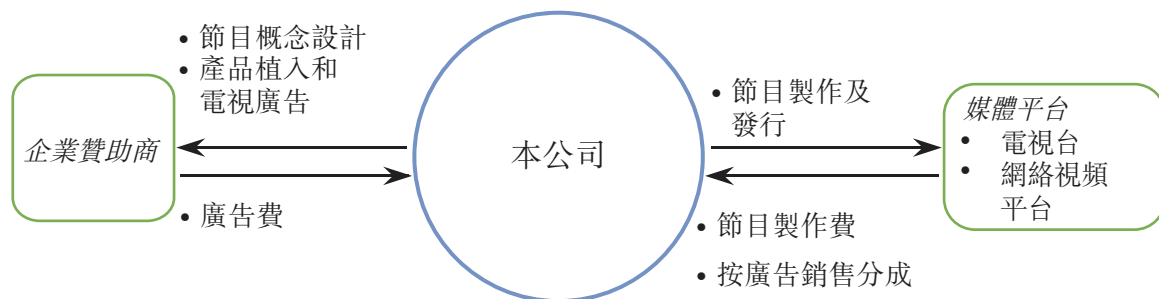 • 節目概念設計
• 產品植入和
電視廣告
企業贊助商
• 廣告費
本公司
• 節目製作及
發行
媒體平台
• 電視台
• 網絡視頻
平台
• 節目製作費
• 按廣告銷售分成